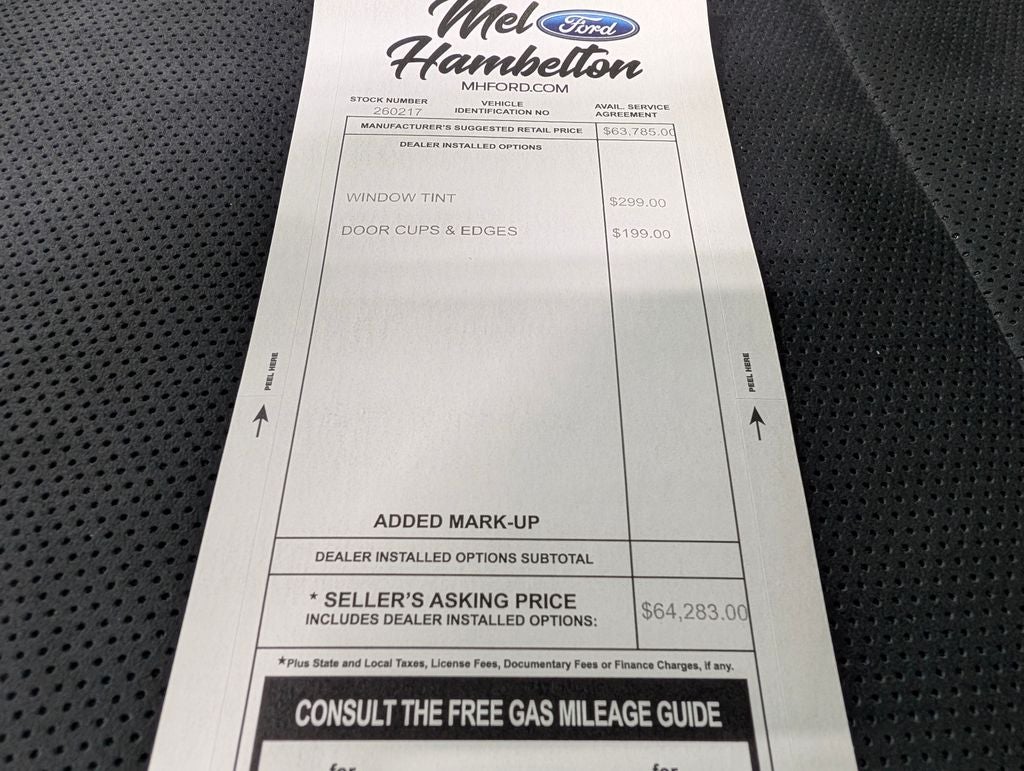 Mel Ford
Hambelton
MHFORD.COM
STOCK NUMBER
260217
VEHICLE
IDENTIFICATION NO
AVAIL. SERVICE
AGREEMENT
MANUFACTURER'S SUGGESTED RETAIL PRICE $63,785.00
DEALER INSTALLED OPTIONS
WINDOW TINT $299.00
DOOR CUPS & EDGES $199.00
PEEL HERE
PEEL HERE
ADDED MARK-UP
DEALER INSTALLED OPTIONS SUBTOTAL
* SELLER'S ASKING PRICE
INCLUDES DEALER INSTALLED OPTIONS:
$64,283.00
*Plus State and Local Taxes, License Fees, Documentary Fees or Finance Charges, if any.
CONSULT THE FREE GAS MILEAGE GUIDE
for for